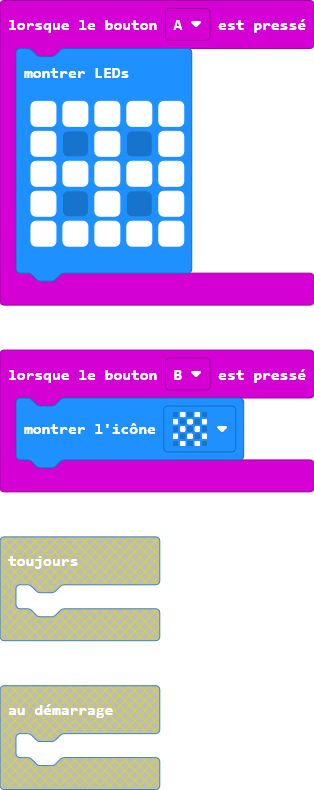 lorsque le bouton A est pressé
montrer LEDs
lorsque le bouton B est pressé
montrer l'icône
toujours
au démarrage